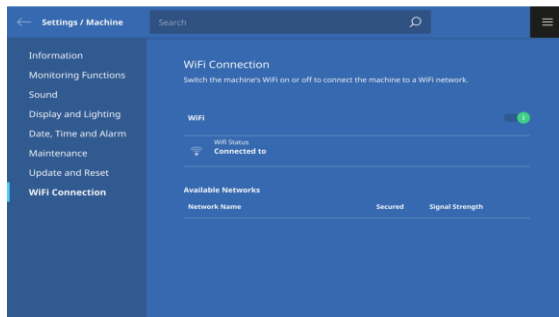 Settings / Machine
Search
Information
Monitoring Functions
Sound
Display and Lighting
Date, Time and Alarm
Maintenance
Update and Reset
WiFi Connection
WiFi Connection
Switch the machine's WiFi on or off to connect the machine to a WiFi network.
WiFi
Wifi Status
Connected to
Available Networks
Network Name Secured Signal Strength